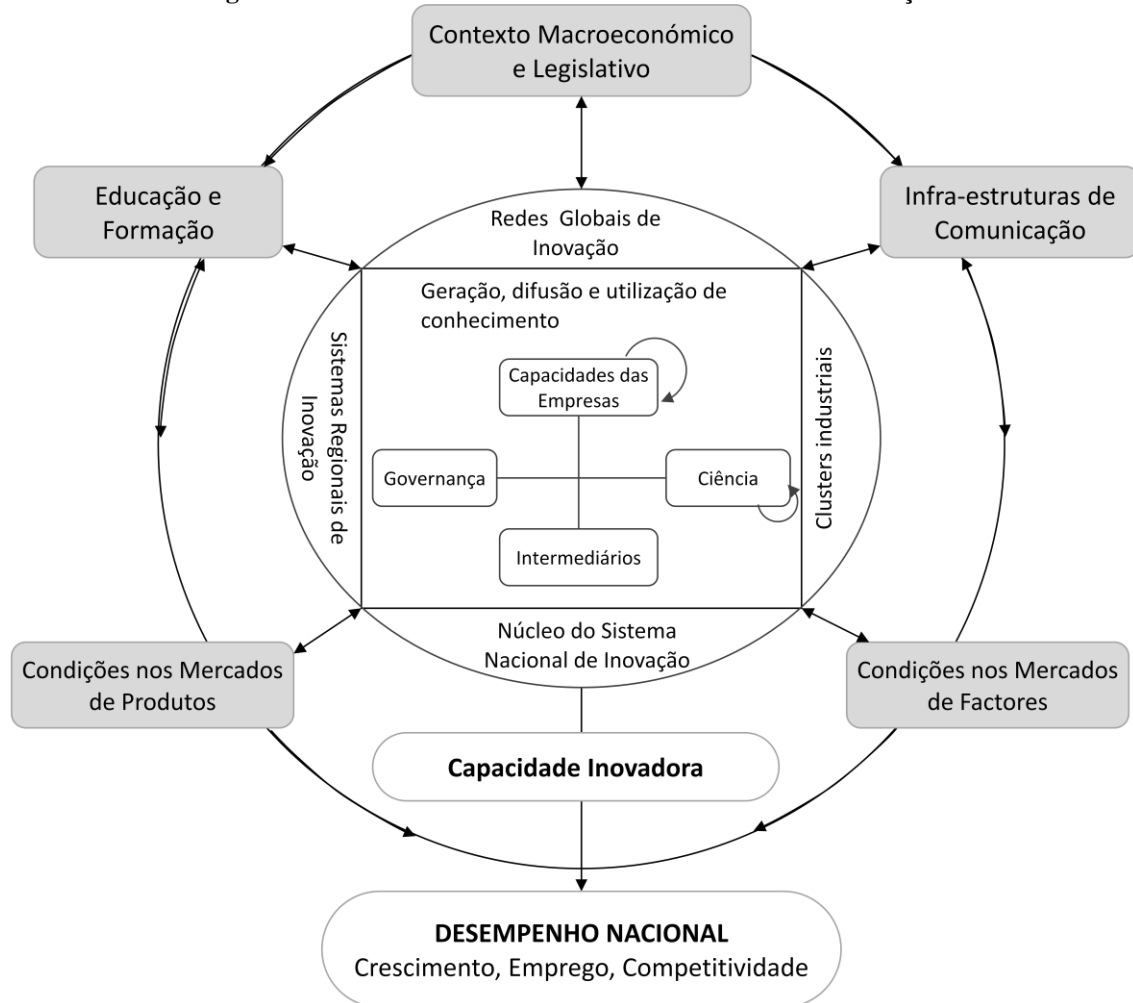 Contexto Macroeconómico
e Legislativo
Educação e
Formação
Infra-estruturas de
Comunicação
Redes Globais de
Inovação
Geração, difusão e utilização de
conhecimento
Sistemas Regionais de
Inovação
Clusters industriais
Capacidades das
Empresas
Governança
Ciência
Intermediários
Núcleo do Sistema
Nacional de Inovação
Condições nos Mercados
de Produtos
Condições nos Mercados
de Factores
Capacidade Inovadora
DESEMPENHO NACIONAL
Crescimento, Emprego, Competitividade